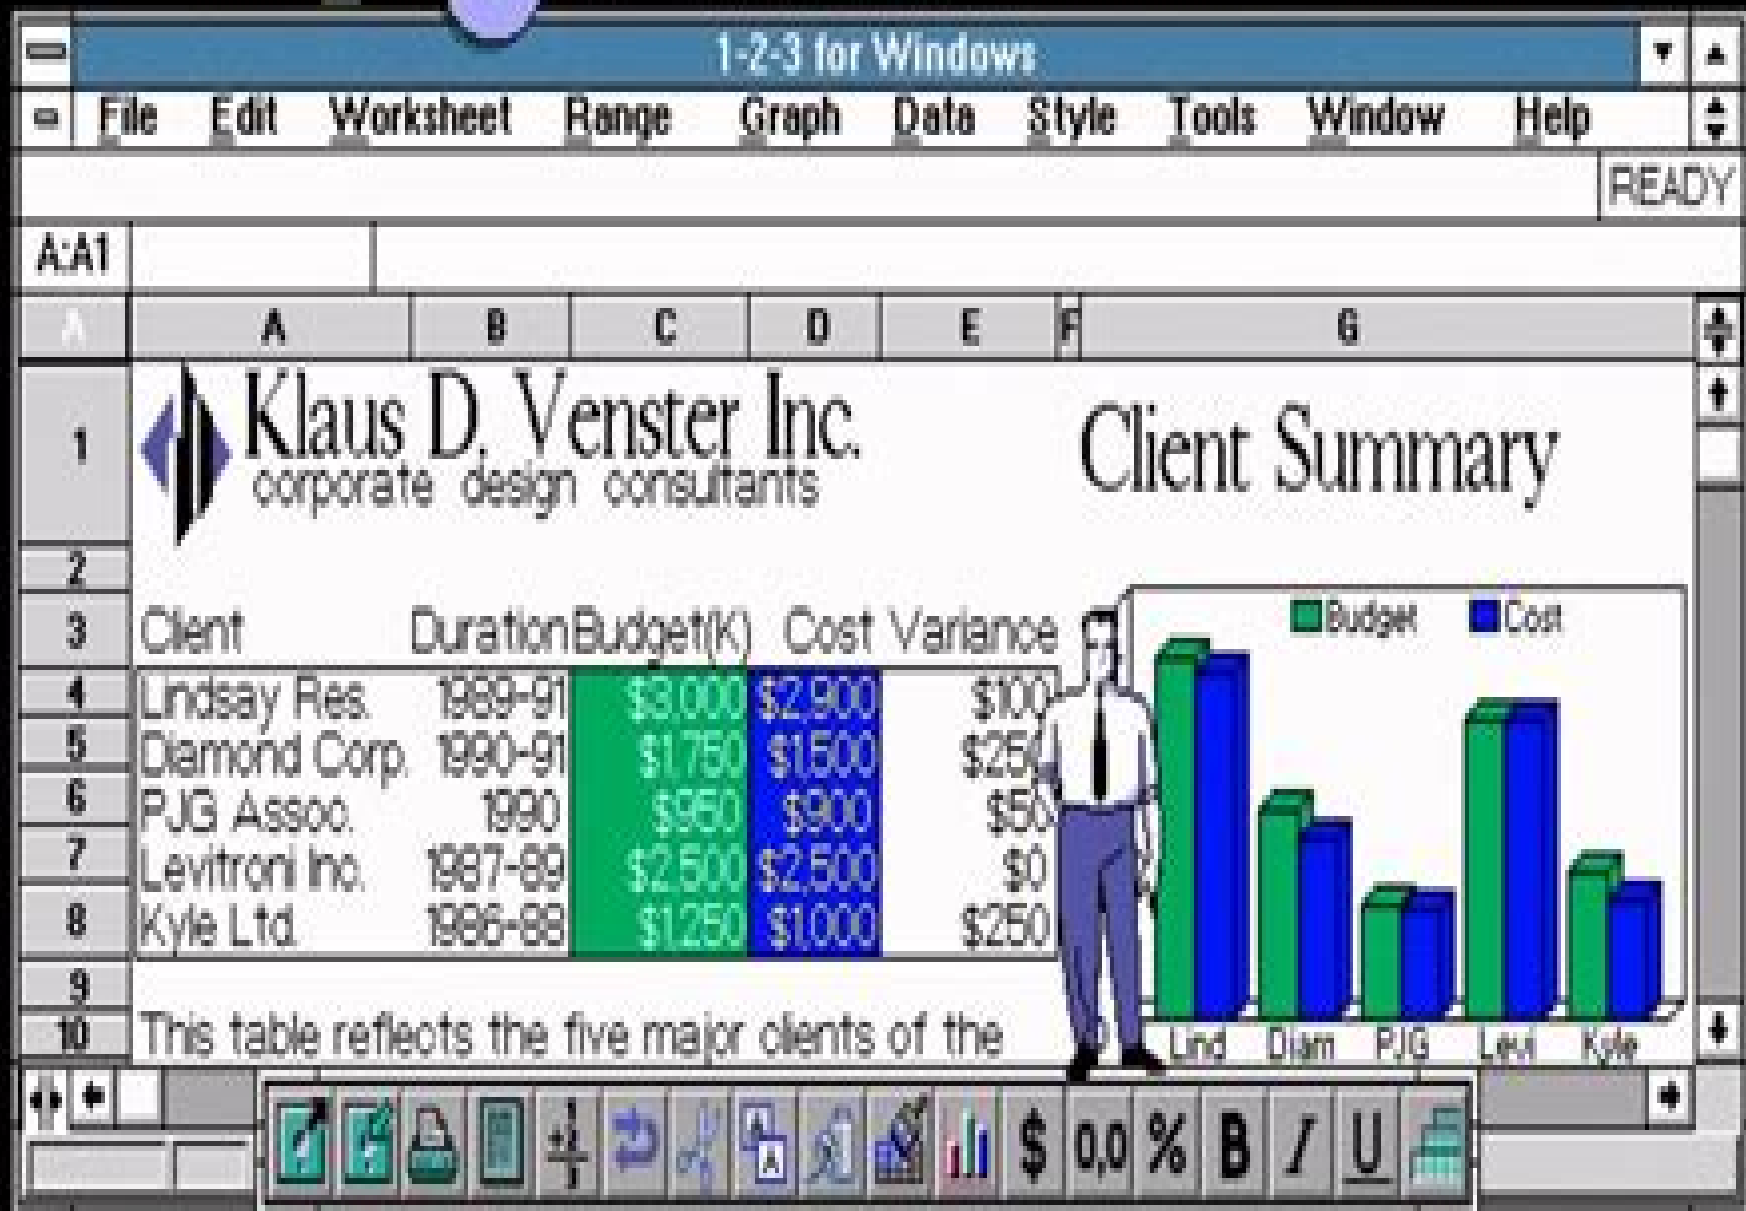 1-2-3 for Windows
File Edit Worksheet Range Graph Data Style Tools Window Help
READY
A:A1
A A B C D E F G
1 Klaus D. Venster Inc. Client Summary
corporate design consultants
2
Budget Cost
3 Client Duration Budget(K) Cost Variance
4 Lindsay Res. 1989-91 $3,000 $2,900 $100
5 Diamond Corp. 1990-91 $1,750 $1,500 $250
6 PJG Assoc. 1990 $950 $900 $50
7 Levitroni Inc. 1987-89 $2,500 $2,500 $0
8 Kyle Ltd. 1986-88 $1,250 $1,000 $250
9
10 This table reflects the five major clients of the
Lind Diam PJG Levi Kyle
1
+2
3
A
A
$ 0,0 % B I U